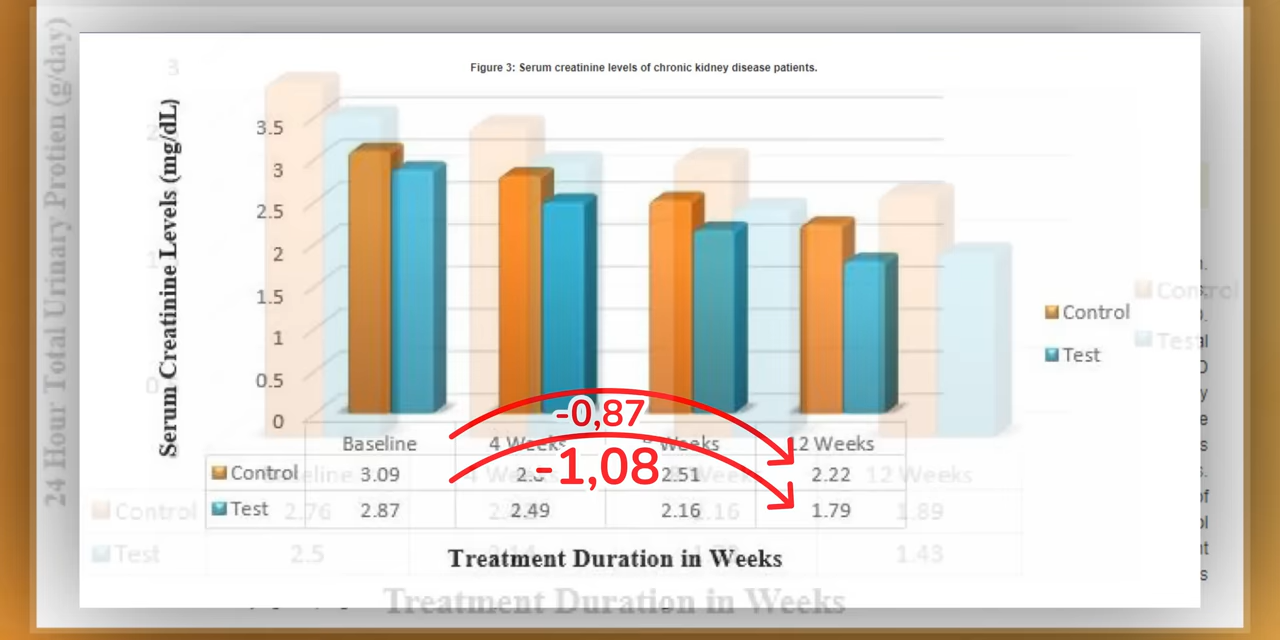 Figure 3: Serum creatinine levels of chronic kidney disease patients.
24 Hour Total Urinary Protien (g/day)
Serum Creatinine Levels (mg/dL)
3
3.5
3
2.5
2
1.5
1
0.5
0
Control
Test
Control
Test
-0,87
-1,08
Baseline 4 Weeks Weeks 12 Weeks
Control 3.09 2.51 2.22
Test 2.87 2.49 2.16 1.79
12 Weeks
Control 2.76 2.16 1.89
Test 2.5 1.43
Treatment Duration in Weeks
Treatment Duration in Weeks